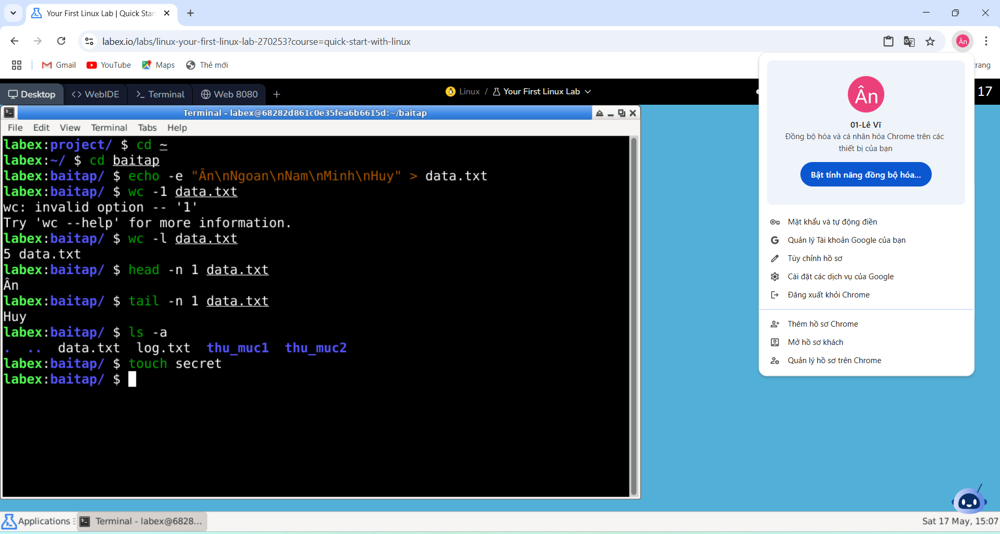 Your First Linux Lab | Quick Star
labex.io/labs/linux-your-first-linux-lab-270253?course=quick-start-with-linux
Ân
Gmail
YouTube
Maps
Thẻ mới
trang
Desktop
WebIDE
Terminal
Web 8080
Linux / Your First Linux Lab
17
Terminal - labex@68282d861c0e35fea6b6615d:~/baitap
File Edit View Terminal Tabs Help
labex:project/ $ cd ~
labex:~/ $ cd baitap
labex:baitap/ $ echo -e "Ân\nNgoan\nNam\nMinh\nHuy" > data.txt
labex:baitap/ $ wc -1 data.txt
wc: invalid option -- '1'
Try 'wc --help' for more information.
labex:baitap/ $ wc -l data.txt
5 data.txt
labex:baitap/ $ head -n 1 data.txt
Ân
labex:baitap/ $ tail -n 1 data.txt
Huy
labex:baitap/ $ ls -a
. .. data.txt log.txt thu_muc1 thu_muc2
labex:baitap/ $ touch secret
labex:baitap/ $
Ân
01-Lê Vĩ
Đồng bộ hóa và cá nhân hóa Chrome trên các
thiết bị của bạn
Bật tính năng đồng bộ hóa...
Mật khẩu và tự động điền
Quản lý Tài khoản Google của bạn
Tùy chỉnh hồ sơ
Cài đặt các dịch vụ của Google
Đăng xuất khỏi Chrome
Thêm hồ sơ Chrome
Mở hồ sơ khách
Quản lý hồ sơ trên Chrome
Applications
Terminal - labex@6828...
Sat 17 May, 15:07